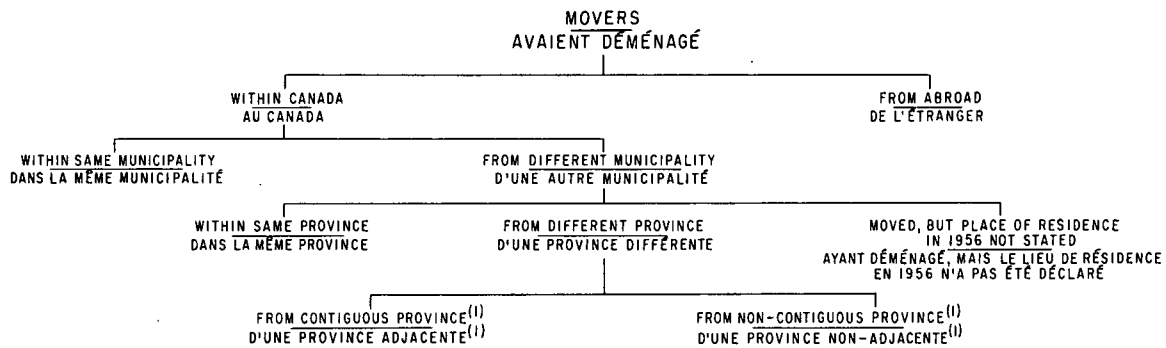 MOVERS
AVAIENT DÉMÉNAGÉ
WITHIN CANADA
AU CANADA
FROM ABROAD
DE L'ÉTRANGER
WITHIN SAME MUNICIPALITY
DANS LA MÊME MUNICIPALITÉ
FROM DIFFERENT MUNICIPALITY
D'UNE AUTRE MUNICIPALITÉ
WITHIN SAME PROVINCE
DANS LA MÊME PROVINCE
FROM DIFFERENT PROVINCE
D'UNE PROVINCE DIFFÉRENTE
MOVED, BUT PLACE OF RESIDENCE
IN 1956 NOT STATED
AYANT DÉMÉNAGÉ, MAIS LE LIEU DE RÉSIDENCE
EN 1956 N'A PAS ÉTÉ DÉCLARÉ
FROM CONTIGUOUS PROVINCE(1)
D'UNE PROVINCE ADJACENTE(1)
FROM NON-CONTIGUOUS PROVINCE(1)
D'UNE PROVINCE NON-ADJACENTE(1)